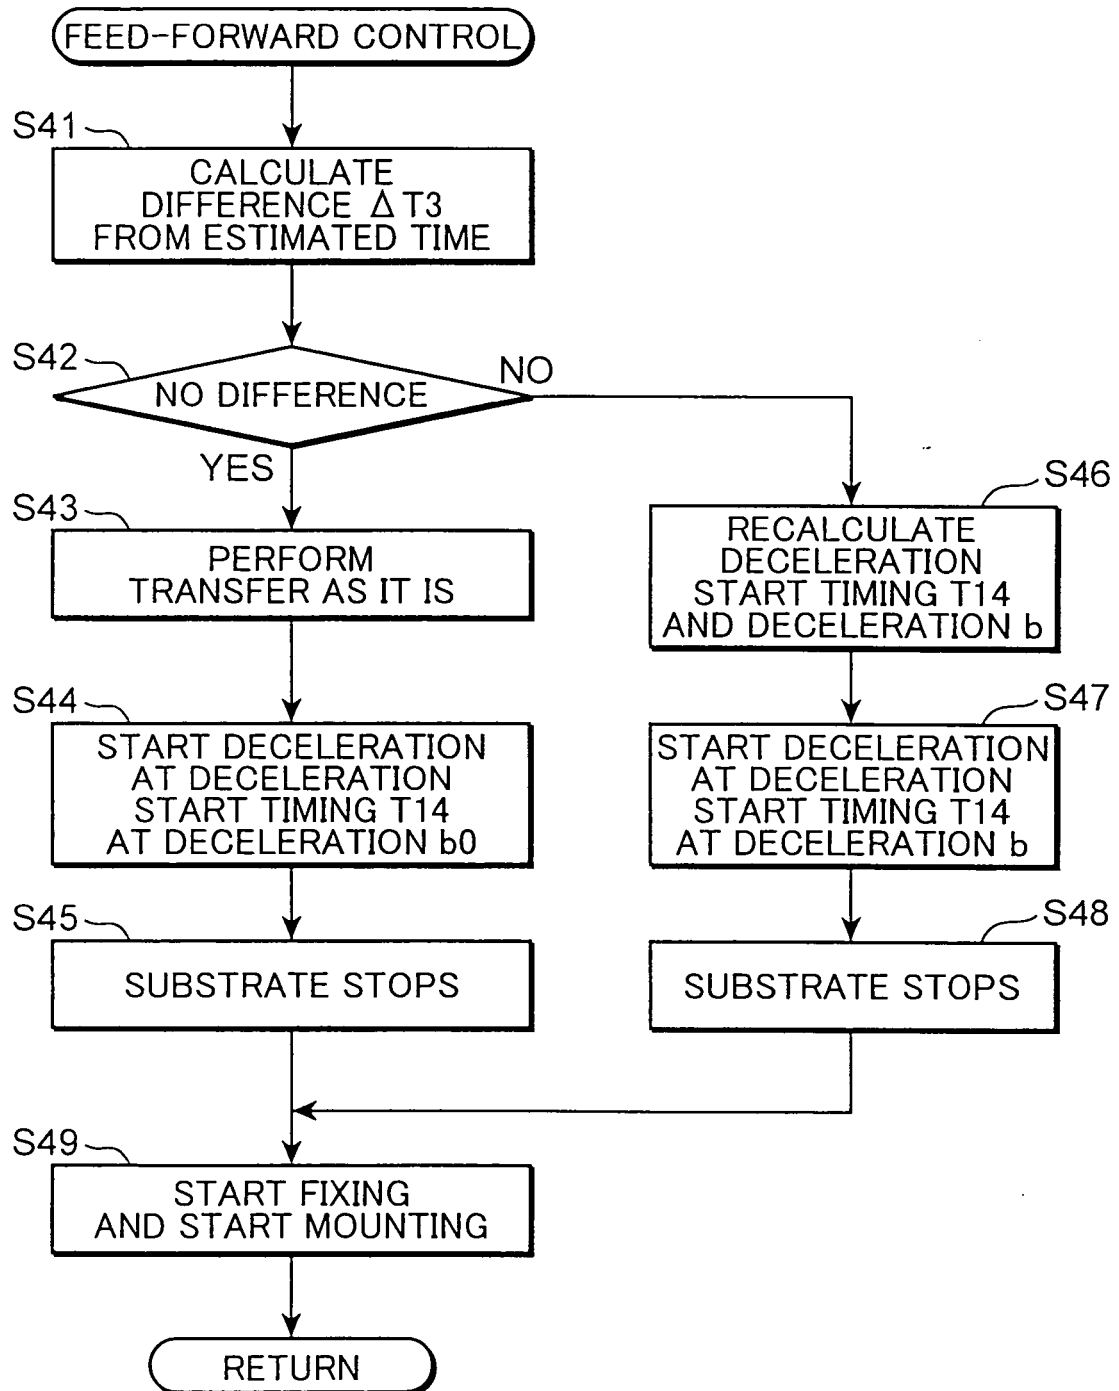 FEED-FORWARD CONTROL
S41
CALCULATE
DIFFERENCE Δ T3
FROM ESTIMATED TIME
S42
NO DIFFERENCE
NO
YES
S43
PERFORM
TRANSFER AS IT IS
S46
RECALCULATE
DECELERATION
START TIMING T14
AND DECELERATION b
S44
START DECELERATION
AT DECELERATION
START TIMING T14
AT DECELERATION b0
S47
START DECELERATION
AT DECELERATION
START TIMING T14
AT DECELERATION b
S45
SUBSTRATE STOPS
S48
SUBSTRATE STOPS
S49
START FIXING
AND START MOUNTING
RETURN